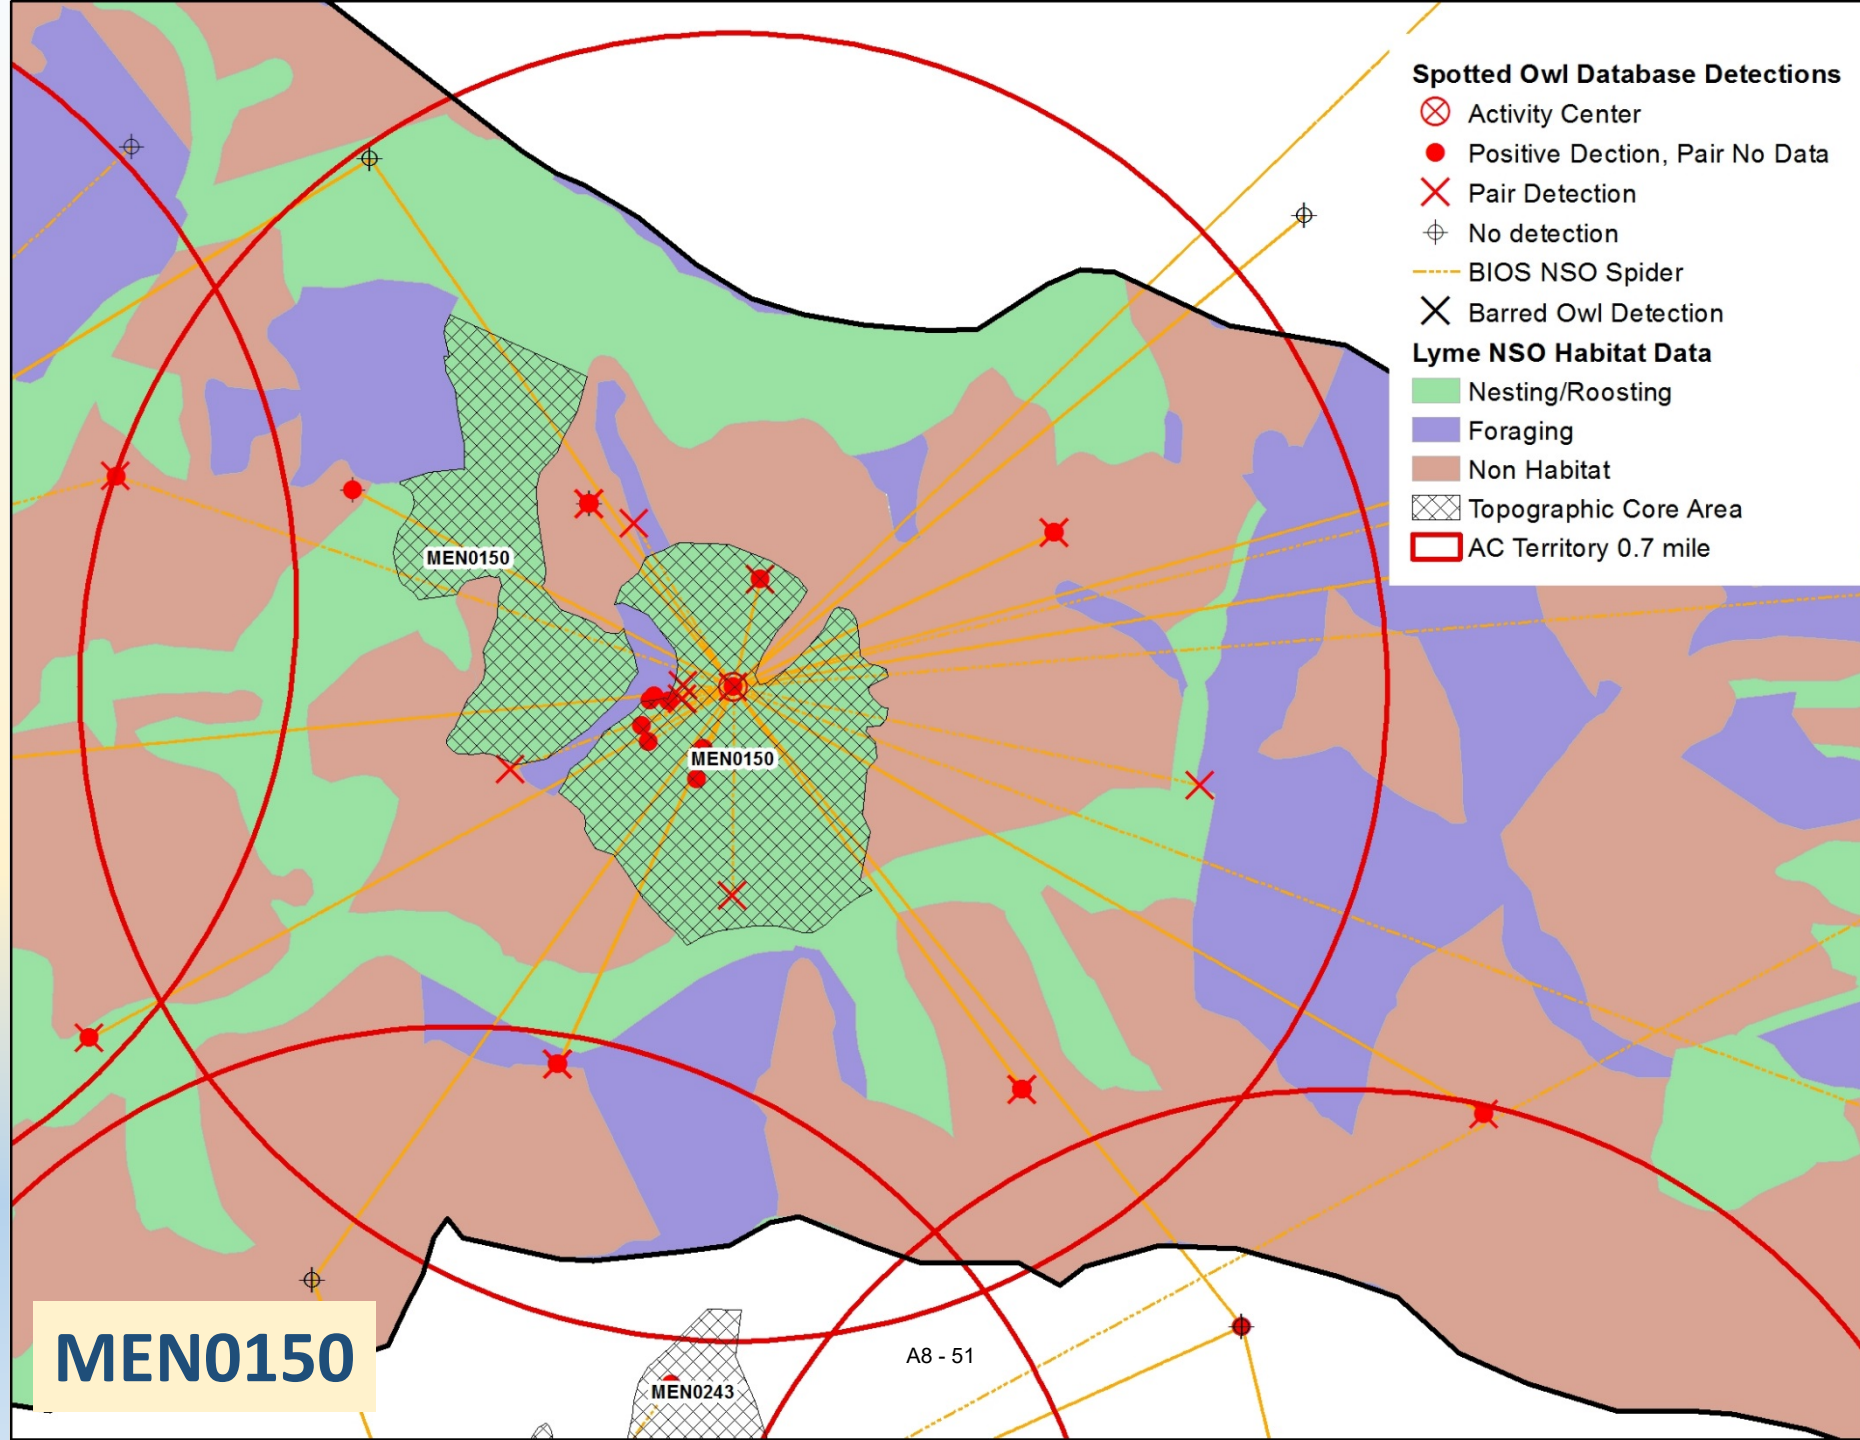 Spotted Owl Database Detections
Activity Center
Positive Dection, Pair No Data
Pair Detection
No detection
BIOS NSO Spider
Barred Owl Detection
Lyme NSO Habitat Data
Nesting/Roosting
Foraging
Non Habitat
Topographic Core Area
AC Territory 0.7 mile
MEN0150
MEN0150
MEN0150
A8 - 51
MEN0243